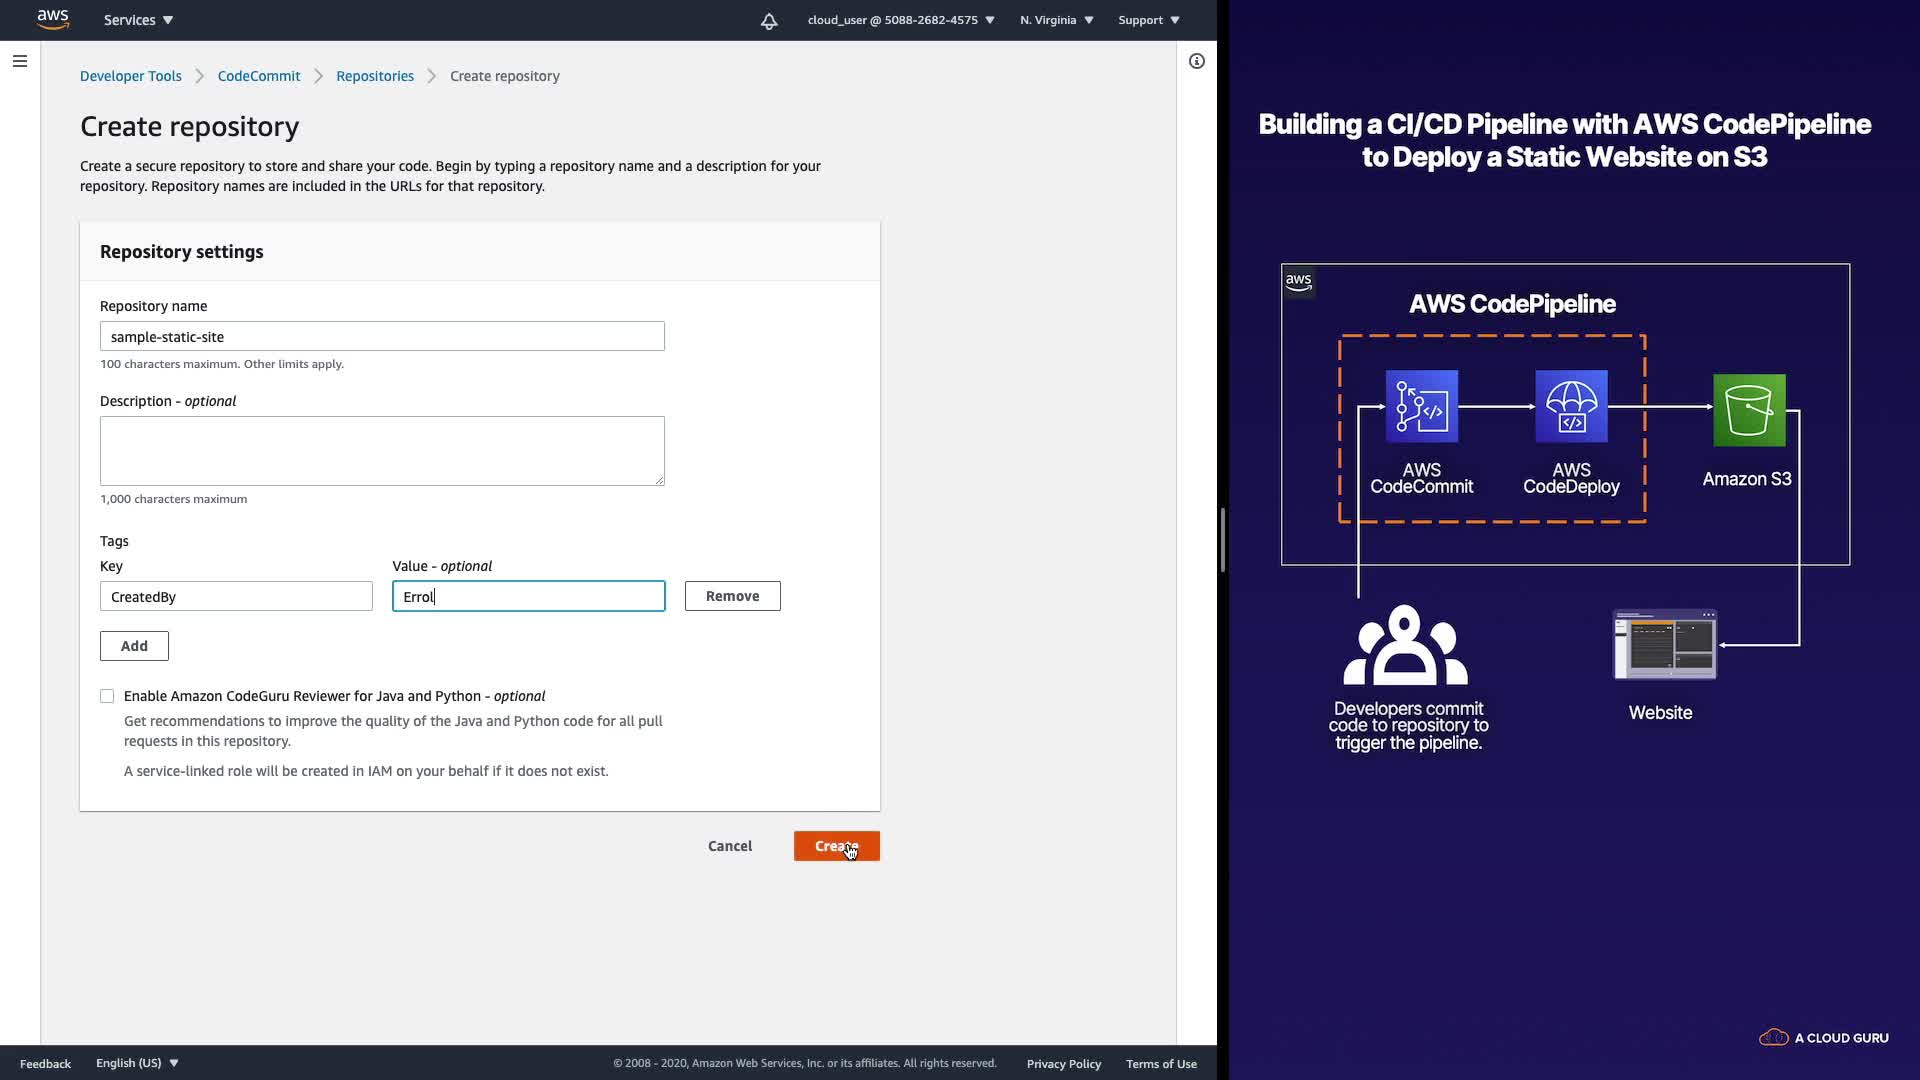 aws
Services
cloud_user @ 5088-2682-4575
N. Virginia
Support
Developer Tools
CodeCommit
Repositories
Create repository
Create repository
Create a secure repository to store and share your code. Begin by typing a repository name and a description for your
repository. Repository names are included in the URLs for that repository.
Repository settings
Repository name
sample-static-site
100 characters maximum. Other limits apply.
Description - optional
1,000 characters maximum
Tags
Key
Value - optional
CreatedBy
Errol
Remove
Add
Enable Amazon CodeGuru Reviewer for Java and Python - optional
Get recommendations to improve the quality of the Java and Python code for all pull
requests in this repository.
A service-linked role will be created in IAM on your behalf if it does not exist.
Cancel
Create
Feedback
English (US)
© 2008 - 2020, Amazon Web Services, Inc. or its affiliates. All rights reserved.
Privacy Policy
Terms of Use
Building a CI/CD Pipeline with AWS CodePipeline
to Deploy a Static Website on S3
aws
AWS CodePipeline
AWS
CodeCommit
AWS
CodeDeploy
Amazon S3
Developers commit
code to repository to
trigger the pipeline.
Website
A CLOUD GURU